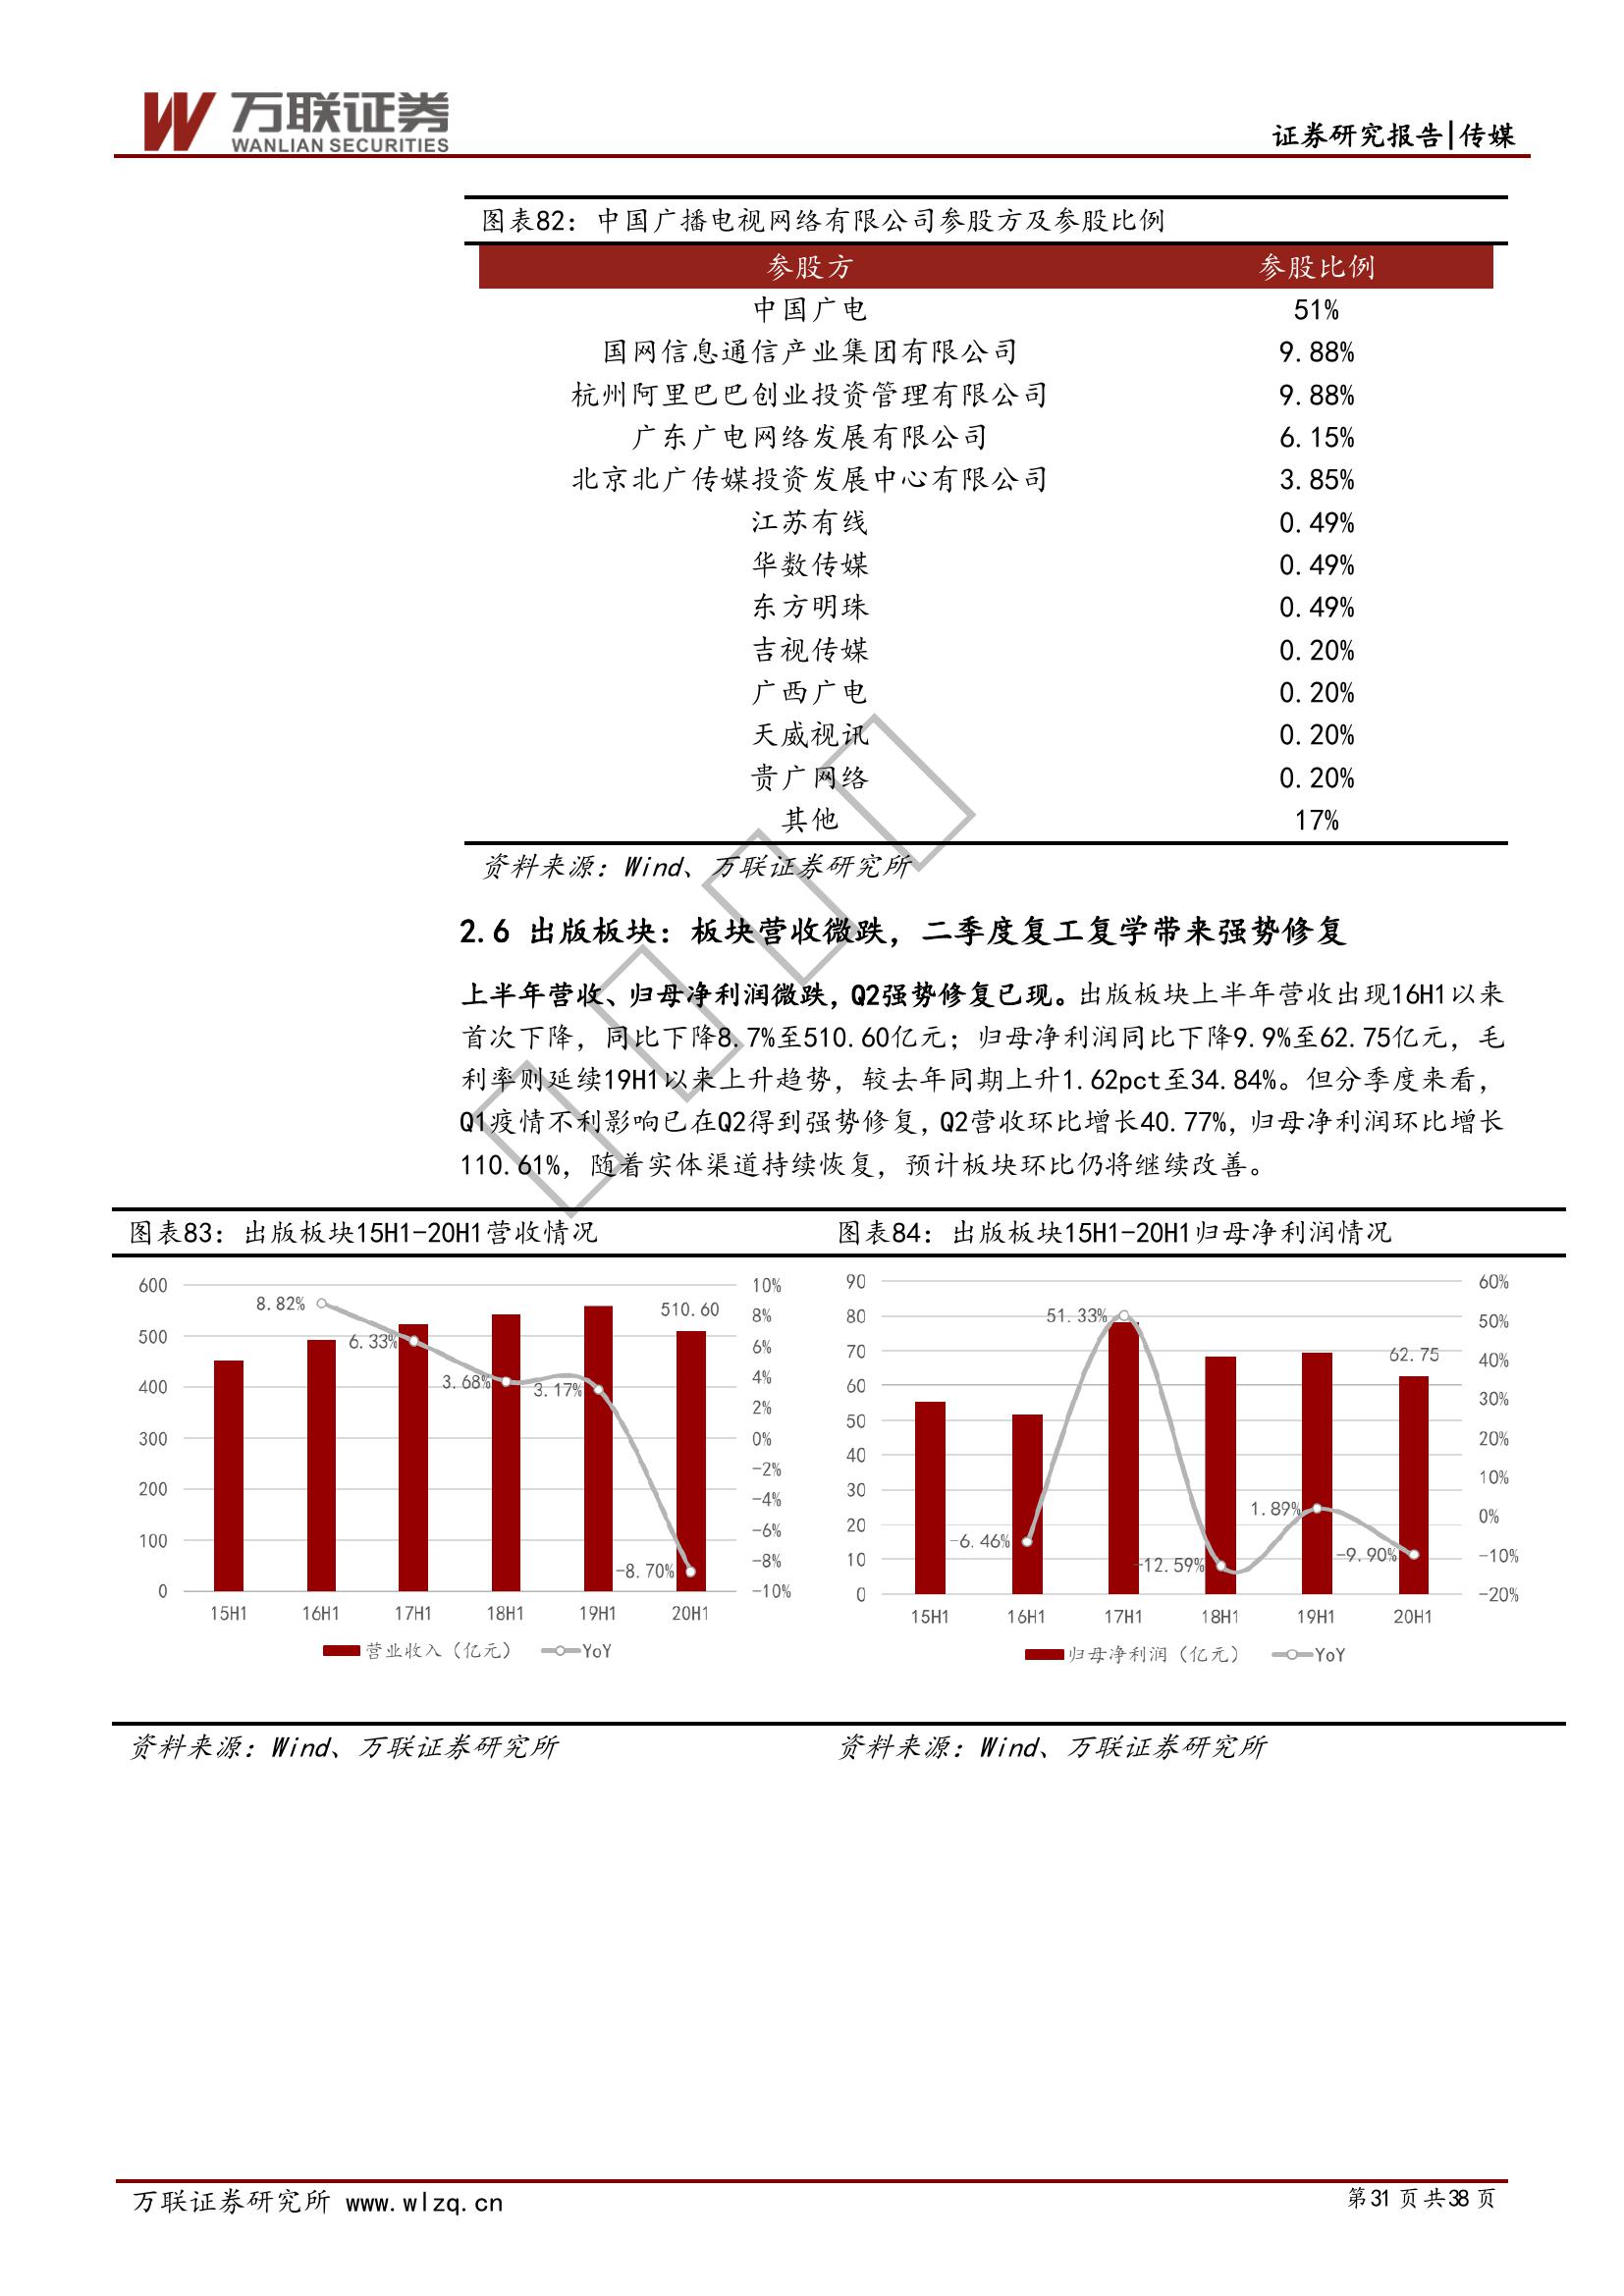 万联证券
WANLIAN SECURITIES
证券研究报告|传媒
图表82：中国广播电视网络有限公司参股方及参股比例
参股方 参股比例
中国广电 51%
国网信息通信产业集团有限公司 9.88%
杭州阿里巴巴创业投资管理有限公司 9.88%
广东广电网络发展有限公司 6.15%
北京北广传媒投资发展中心有限公司 3.85%
江苏有线 0.49%
华数传媒 0.49%
东方明珠 0.49%
吉视传媒 0.20%
广西广电 0.20%
天威视讯 0.20%
贵广网络 0.20%
其他 17%
资料来源：Wind、万联证券研究所
2.6 出版板块：板块营收微跌，二季度复工复学带来强势修复
上半年营收、归母净利润微跌，Q2强势修复已现。出版板块上半年营收出现16H1以来
首次下降，同比下降8.7%至510.60亿元；归母净利润同比下降9.9%至62.75亿元，毛
利率则延续19H1以来上升趋势，较去年同期上升1.62pct至34.84%。但分季度来看，
Q1疫情不利影响已在Q2得到强势修复，Q2营收环比增长40.77%，归母净利润环比增长
110.61%，随着实体渠道持续恢复，预计板块环比仍将继续改善。
图表83：出版板块15H1-20H1营收情况
600
500
400
300
200
100
0
10%
8%
6%
4%
2%
0%
-2%
-4%
-6%
-8%
-10%
8.82%
6.33%
3.68%
3.17%
-8.70%
510.60
15H1 16H1 17H1 18H1 19H1 20H1
营业收入（亿元） YoY
资料来源：Wind、万联证券研究所
图表84：出版板块15H1-20H1归母净利润情况
90
80
70
60
50
40
30
20
10
0
60%
50%
40%
30%
20%
10%
0%
-10%
-20%
-6.46%
51.33%
-12.59%
1.89%
-9.90%
62.75
15H1 16H1 17H1 18H1 19H1 20H1
归母净利润（亿元） YoY
资料来源：Wind、万联证券研究所
万联证券研究所 www.wlzq.cn
第31 页 共38 页